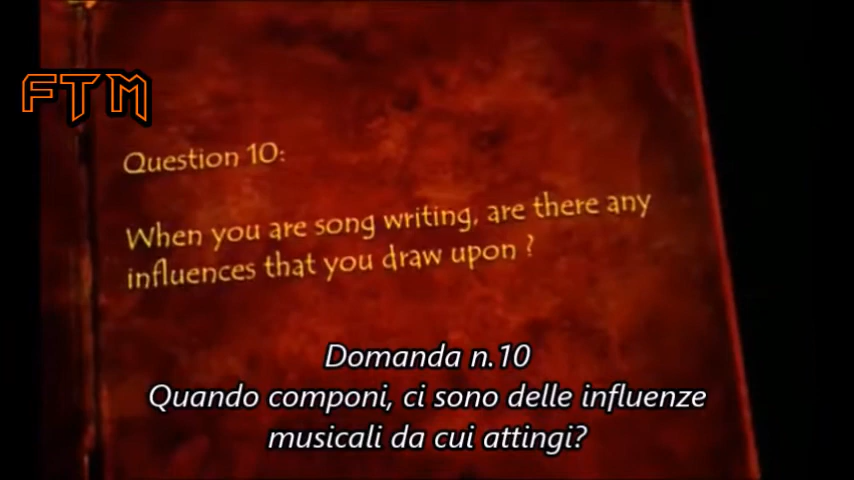 FTM
Question 10:
When you are song writing, are there any
influences that you draw upon ?
Domanda n.10
Quando componi, ci sono delle influenze
musicali da cui attingi?